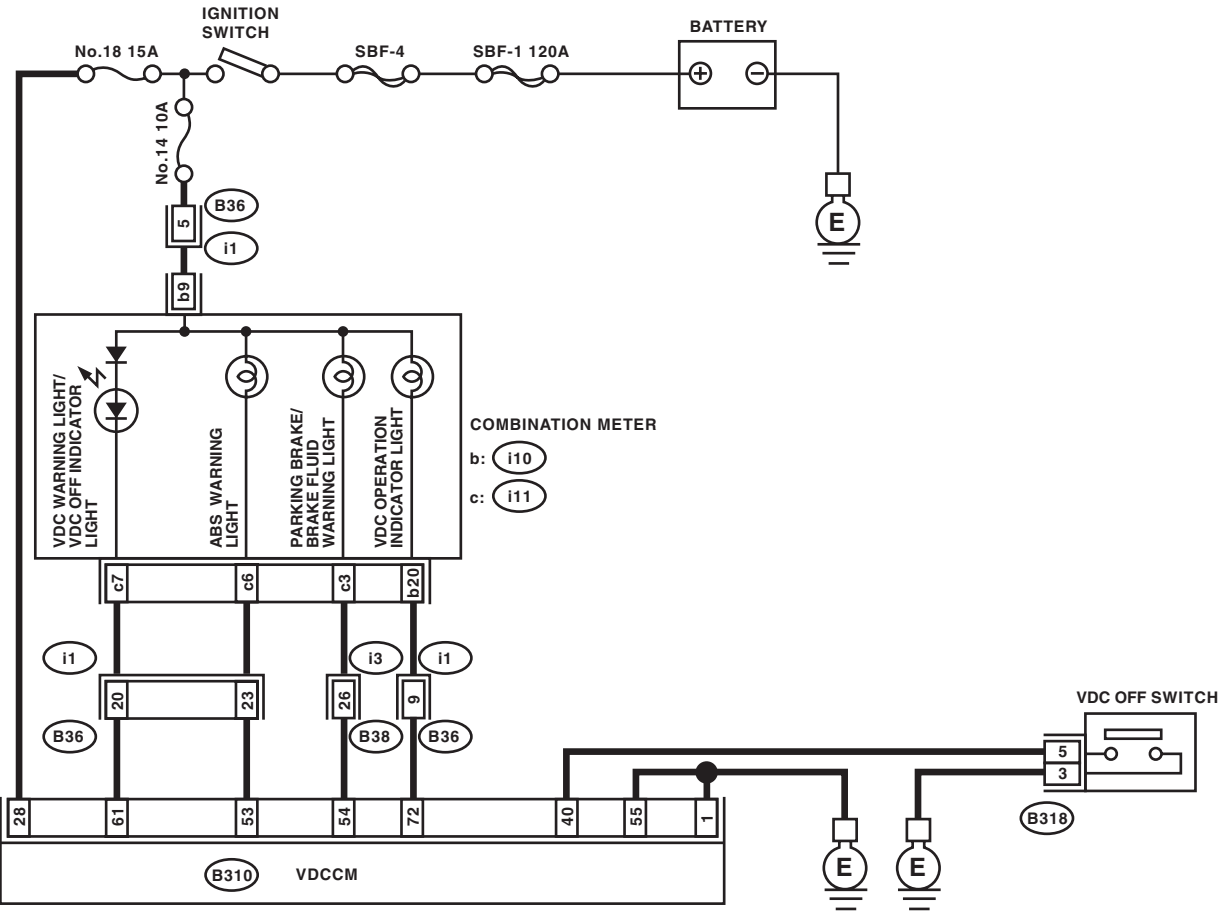 IGNITION
SWITCH
BATTERY
No.18 15A
SBF-4
SBF-1 120A
No.14 10A
E
5
B36
i1
b9
VDC WARNING LIGHT/
VDC OFF INDICATOR
LIGHT
ABS WARNING
LIGHT
PARKING BRAKE/
BRAKE FLUID
WARNING LIGHT
VDC OPERATION
INDICATOR LIGHT
COMBINATION METER
b: i10
c: i11
c7
c6
c3
b20
i1
i3
i1
20
23
26
9
B36
B38
B36
VDC OFF SWITCH
5
3
B318
28
61
53
54
72
40
55
1
E
E
B310
VDCCM